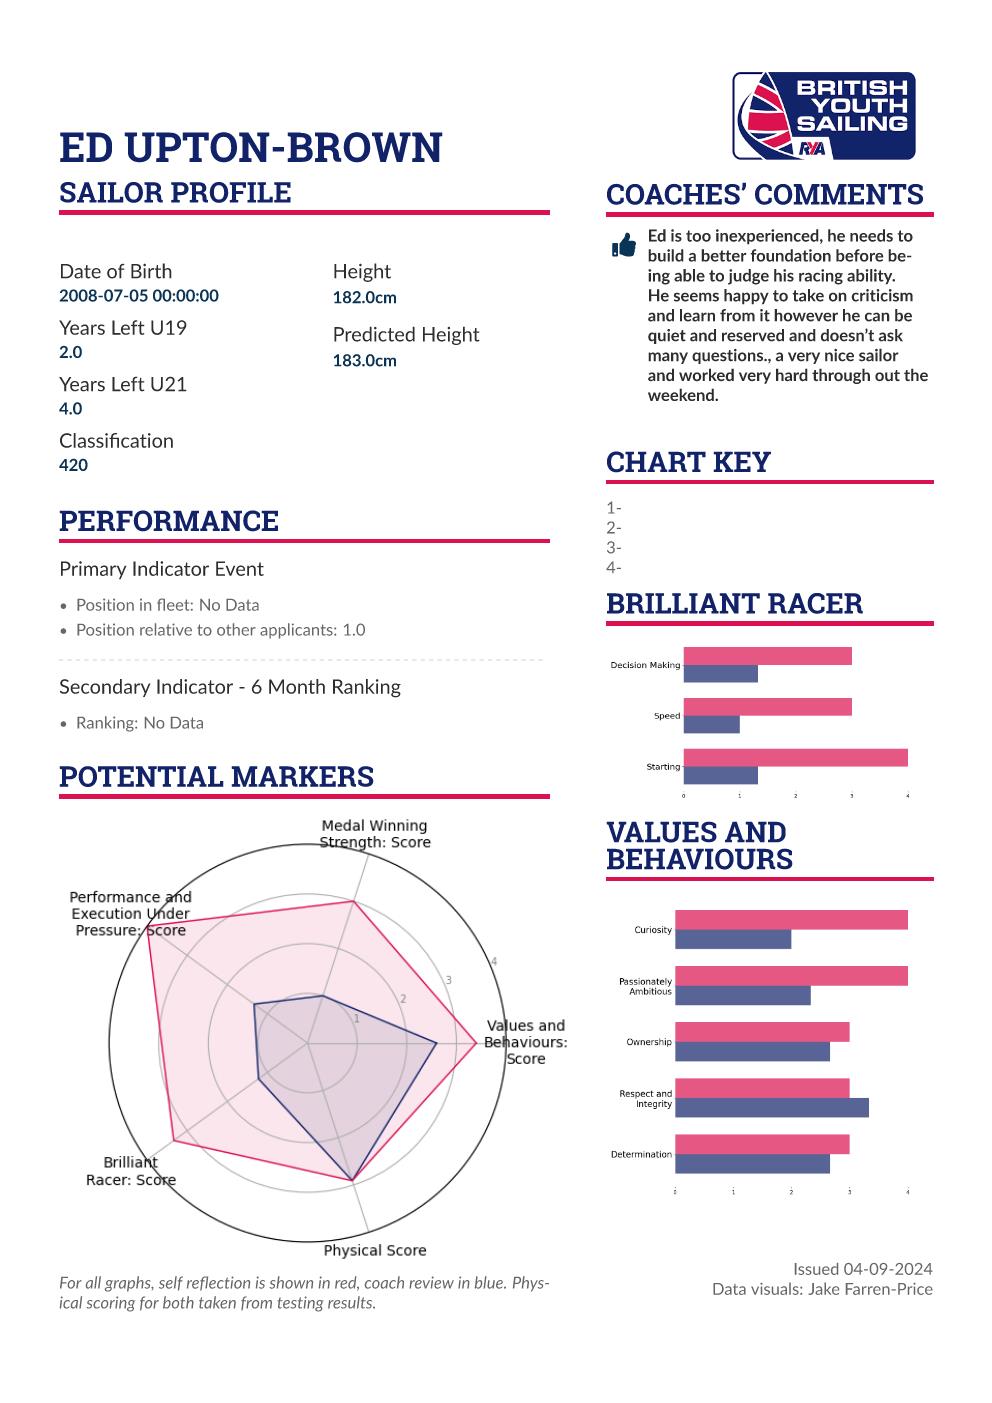 BRITISH
YOUTH
SAILING
RYA
ED UPTON-BROWN
SAILOR PROFILE
Date of Birth
2008-07-05 00:00:00
Years Left U19
2.0
Years Left U21
4.0
Classification
420
Height
182.0cm
Predicted Height
183.0cm
PERFORMANCE
Primary Indicator Event
• Position in fleet: No Data
• Position relative to other applicants: 1.0
Secondary Indicator - 6 Month Ranking
• Ranking: No Data
POTENTIAL MARKERS
Medal Winning
Strength: Score
Performance and
Execution Under
Pressure: Score
4
3
2
1
Values and
Behaviours:
Score
Brilliant
Racer: Score
Physical Score
For all graphs, self reflection is shown in red, coach review in blue. Phys-
ical scoring for both taken from testing results.
COACHES’ COMMENTS
Ed is too inexperienced, he needs to
build a better foundation before be-
ing able to judge his racing ability.
He seems happy to take on criticism
and learn from it however he can be
quiet and reserved and doesn’t ask
many questions., a very nice sailor
and worked very hard through out the
weekend.
CHART KEY
1-
2-
3-
4-
BRILLIANT RACER
Decision Making
Speed
Starting
0 1 2 3 4
VALUES AND
BEHAVIOURS
Curiosity
Passionately
Ambitious
Ownership
Respect and
Integrity
Determination
0 1 2 3 4
Issued 04-09-2024
Data visuals: Jake Farren-Price